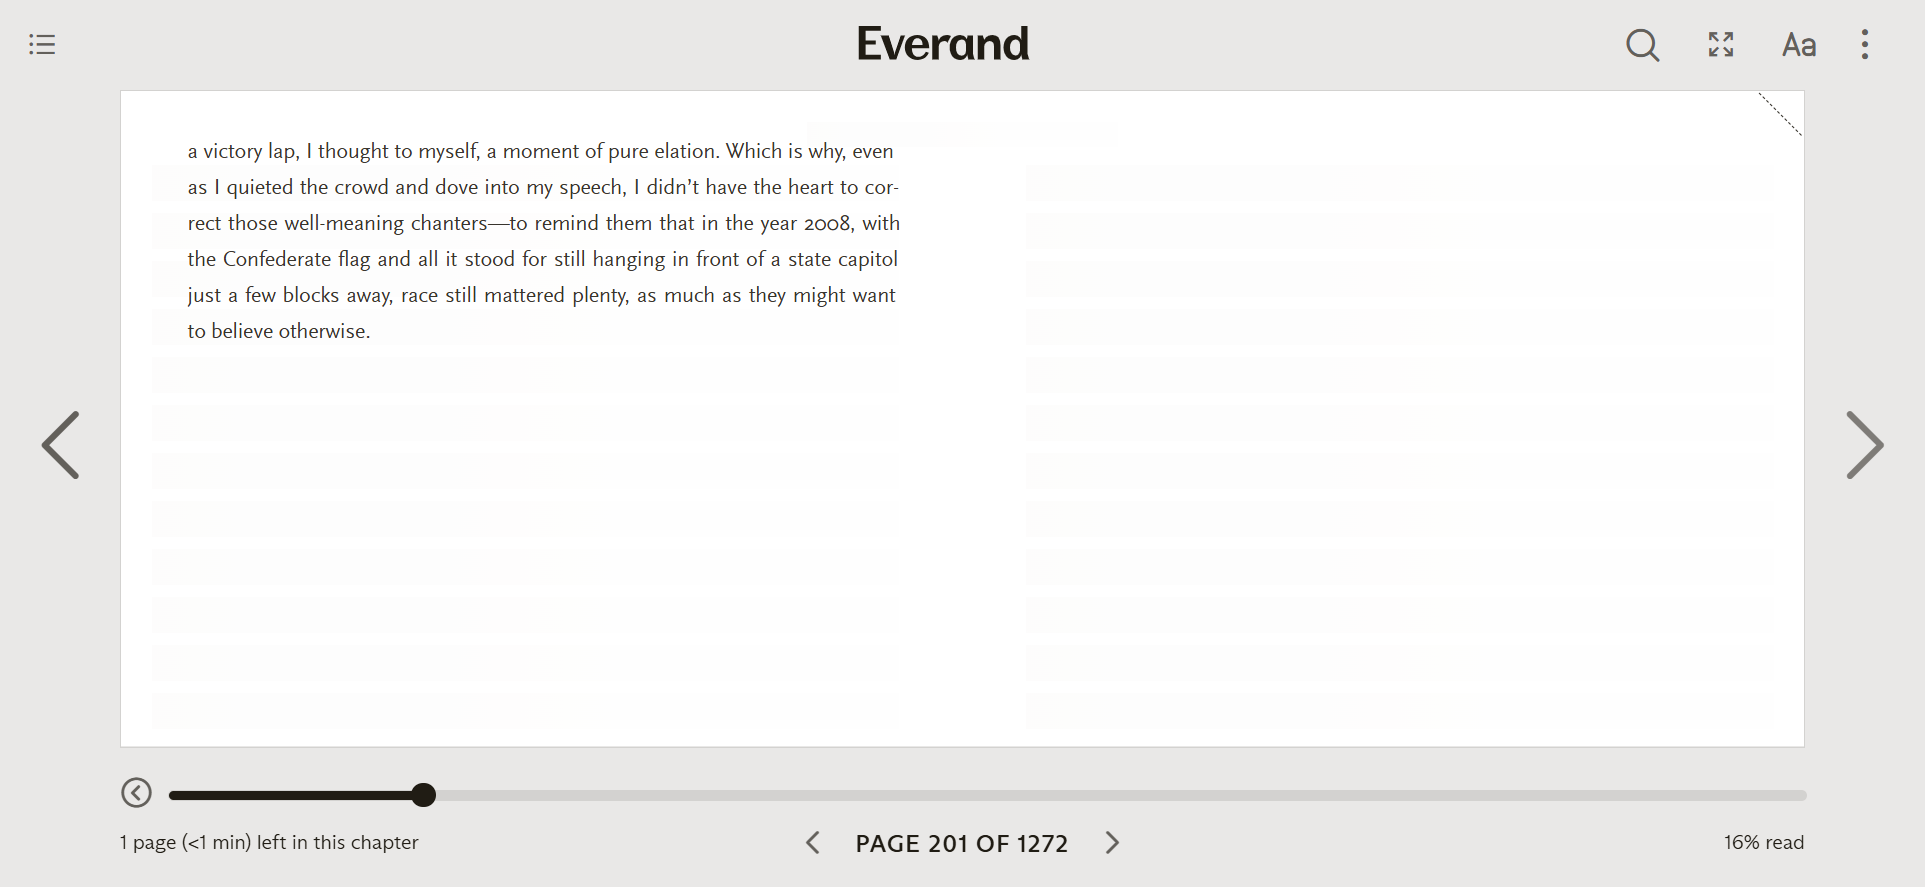 Everand
Aa
a victory lap, I thought to myself, a moment of pure elation. Which is why, even
as I quieted the crowd and dove into my speech, I didn’t have the heart to cor-
rect those well-meaning chanters—to remind them that in the year 2008, with
the Confederate flag and all it stood for still hanging in front of a state capitol
just a few blocks away, race still mattered plenty, as much as they might want
to believe otherwise.
1 page (<1 min) left in this chapter
PAGE 201 OF 1272
16% read